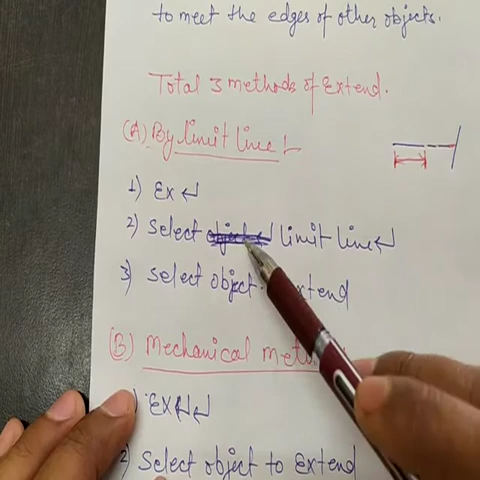 to meet the edges of other objects.
Total 3 methods of Extend.
(A) By limit line :-
1) Ex ↵
2) Select limit line ↵
3) Select object extend
(B) Mechanical
1) Ex ↵ ↵
2) Select object to Extend